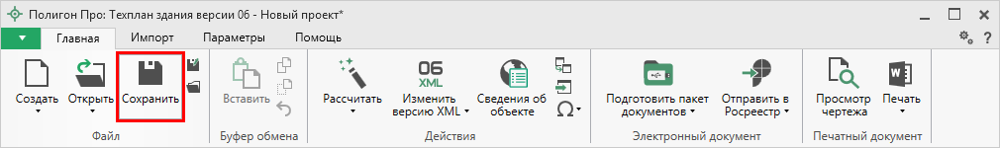 Полигон Про: Техплан здания версии 06 - Новый проект*
Главная Импорт Параметры Помощь ?
Создать Открыть Сохранить Вставить Рассчитать 06 XML Изменить версию XML Сведения об объекте Ω Подготовить пакет документов Отправить в Росреестр Просмотр чертежа W Печать
Файл Буфер обмена Действия Электронный документ Печатный документ